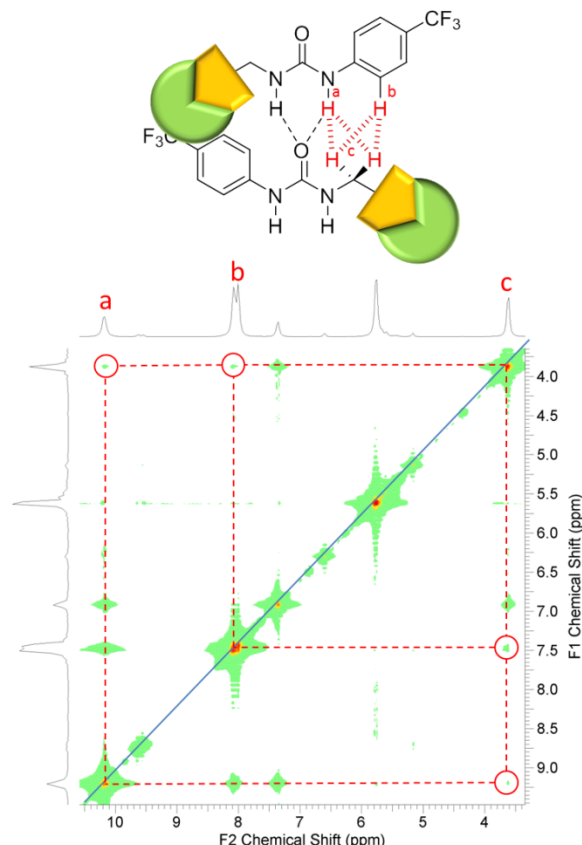 CF3
O
N
N
H
H
a
b
H
H
H
c
CF3
O
N
N
H
H
a
b
c
4.0
4.5
5.0
5.5
6.0
6.5
7.0
7.5
8.0
8.5
9.0
F1 Chemical Shift (ppm)
10
9
8
7
6
5
4
F2 Chemical Shift (ppm)